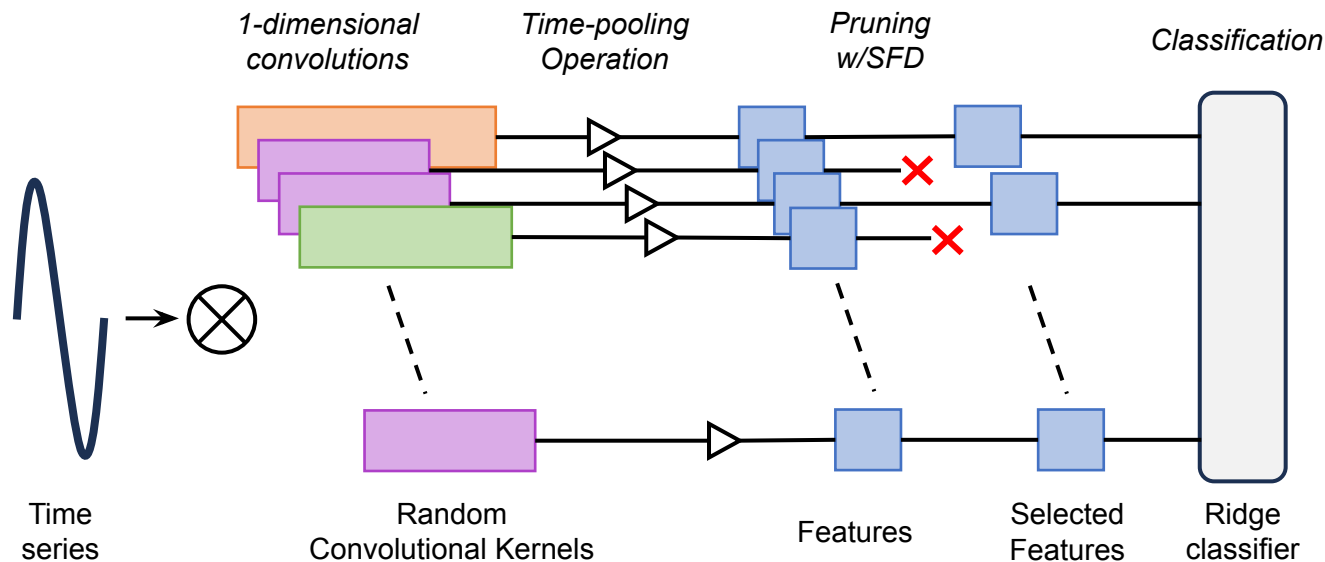 1-dimensional
convolutions
Time-pooling
Operation
Pruning
w/SFD
Classification
Time
series
Random
Convolutional Kernels
Features
Selected
Features
Ridge
classifier